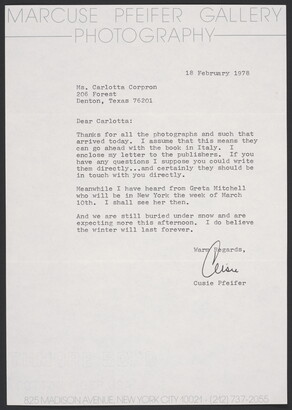 MARCUSE PFEIFER GALLERY
PHOTOGRAPHY
18 February 1978
Ms. Carlotta Corpron
206 Forest
Denton, Texas 76201
Dear Carlotta:
Thanks for all the photographs and such that
arrived today. I assume that this means they
can go ahead with the book in Italy. I
enclose my letter to the publishers. If you
have any questions I suppose you could write
them directly...and certainly they should be
in touch with you directly.
Meanwhile I have heard from Greta Mitchell
who will be in New York the week of March
10th. I shall see her then.
And we are still buried under snow and are
expecting more this afternoon. I do believe
the winter will last forever.
Warm Regards,
Cusie Pfeifer
825 MADISON AVENUE, NEW YORK CITY 10021 (212) 737-2055